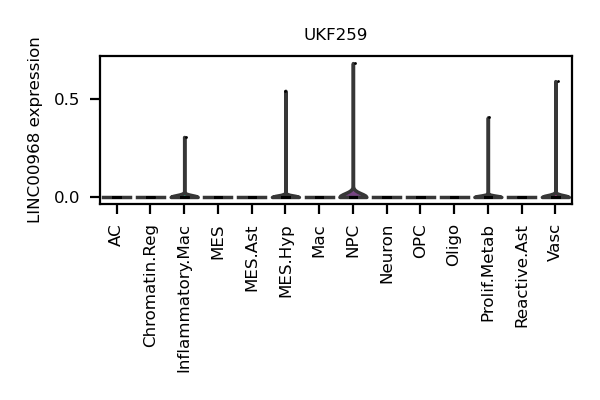 UKF259
LINC00968 expression
0.5
0.0
AC
Chromatin.Reg
Inflammatory.Mac
MES
MES.Ast
MES.Hyp
Mac
NPC
Neuron
OPC
Oligo
Prolif.Metab
Reactive.Ast
Vasc